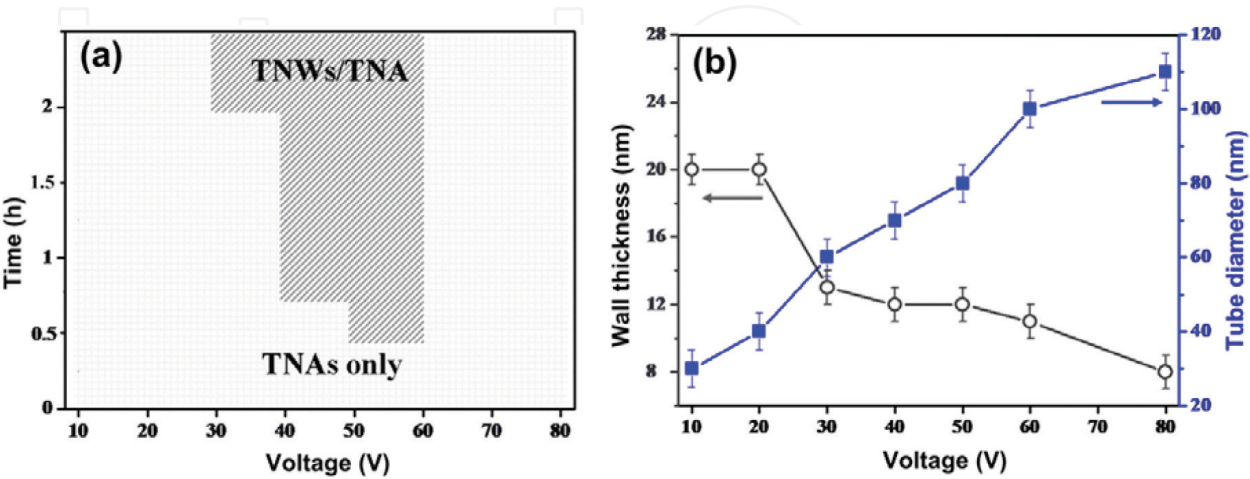 (a)
TNWs/TNA
TNAs only
Time (h)
2
1.5
1
0.5
0
10 20 30 40 50 60 70 80
Voltage (V)
(b)
Wall thickness (nm)
28
24
20
16
12
8
10 20 30 40 50 60 70 80
Voltage (V)
120
100
80
60
40
20
Tube diameter (nm)